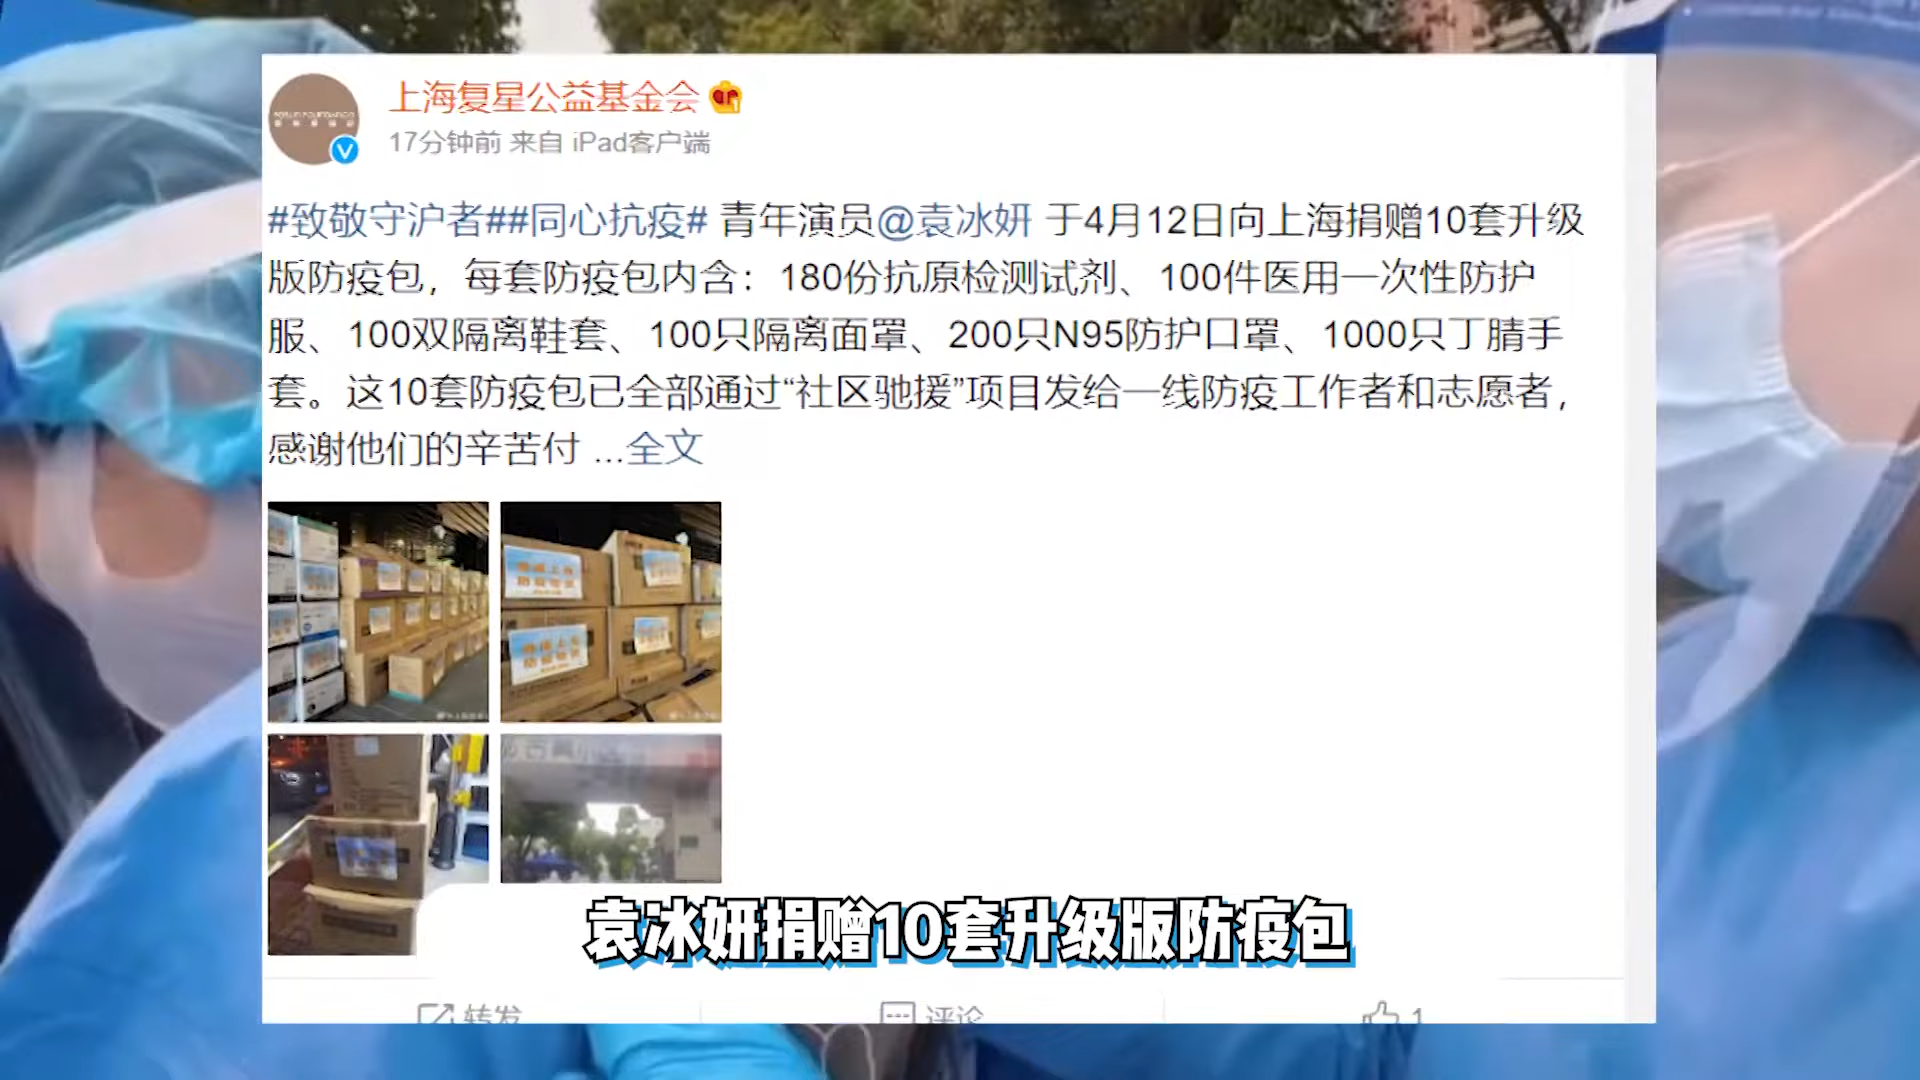 上海复星公益基金会
17分钟前 来自 iPad客户端
#致敬守沪者##同心抗疫# 青年演员@袁冰妍 于4月12日向上海捐赠10套升级
版防疫包，每套防疫包内含：180份抗原检测试剂、100件医用一次性防护
服、100双隔离鞋套、100只隔离面罩、200只N95防护口罩、1000只丁腈手
套。这10套防疫包已全部通过“社区驰援”项目发给一线防疫工作者和志愿者，
感谢他们的辛苦付 ...全文
袁冰妍捐赠10套升级版防疫包
转发
评论
1